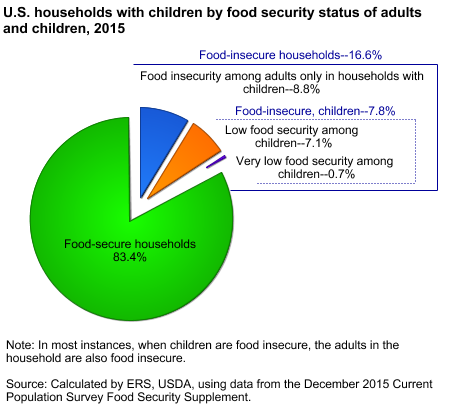 U.S. households with children by food security status of adults
and children, 2015
Food-insecure households--16.6%
Food insecurity among adults only in households with
children--8.8%
Food-insecure, children--7.8%
Low food security among
children--7.1%
Very low food security among
children--0.7%
Food-secure households
83.4%
Note: In most instances, when children are food insecure, the adults in the
household are also food insecure.
Source: Calculated by ERS, USDA, using data from the December 2015 Current
Population Survey Food Security Supplement.